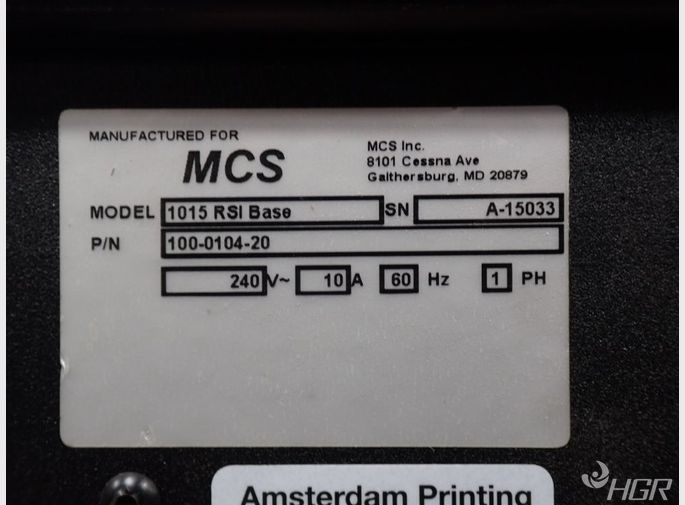 MANUFACTURED FOR
MCS
MCS Inc.
8101 Cessna Ave
Gaithersburg, MD 20879
MODEL 1015 RSI Base SN A-15033
P/N 100-0104-20
240 V~ 10 A 60 Hz 1 PH
Amsterdam Printing
HGR